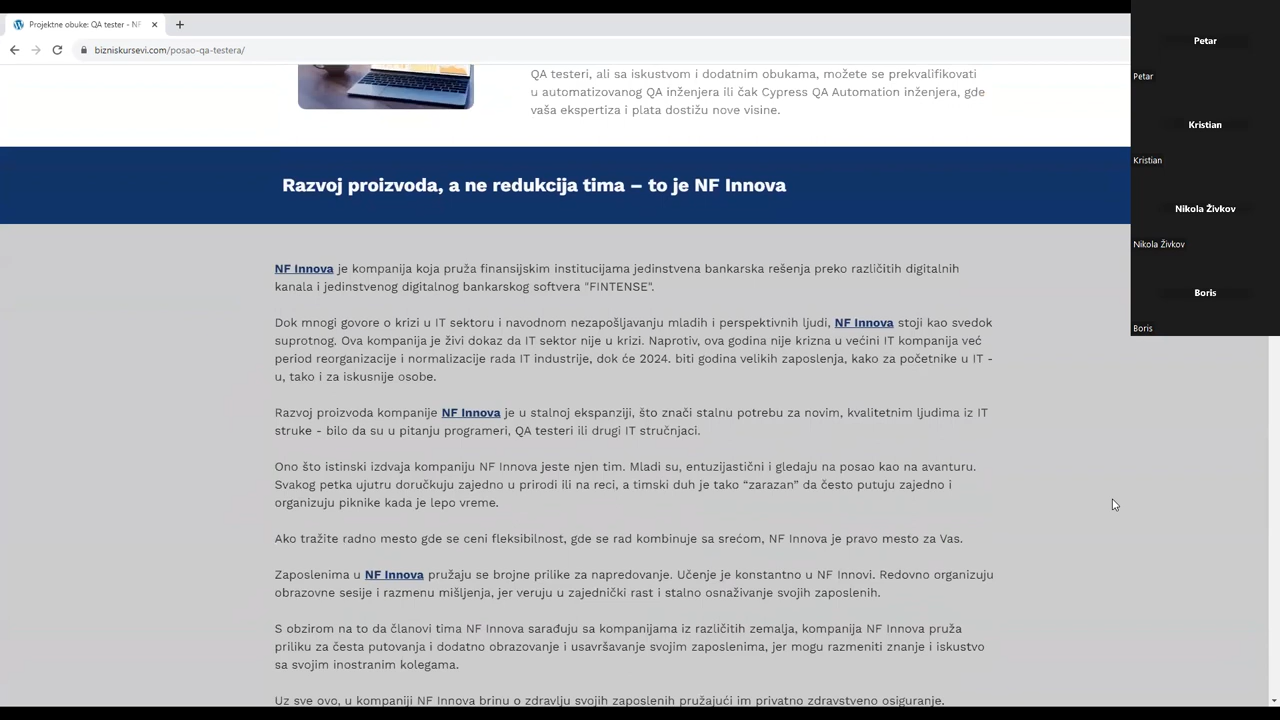 Projektne obuke: QA tester - NF
bizniskursevi.com/posao-qa-testera/
QA testeri, ali sa iskustvom i dodatnim obukama, možete se prekvalifikovati
u automatizovanog QA inženjera ili čak Cypress QA Automation inženjera, gde
vaša ekspertiza i plata dostižu nove visine.
Razvoj proizvoda, a ne redukcija tima – to je NF Innova
NF Innova je kompanija koja pruža finansijskim institucijama jedinstvena bankarska rešenja preko različitih digitalnih
kanala i jedinstvenog digitalnog bankarskog softvera "FINTENSE".
Dok mnogi govore o krizi u IT sektoru i navodnom nezapošljavanju mladih i perspektivnih ljudi, NF Innova stoji kao svedok
suprotnog. Ova kompanija je živi dokaz da IT sektor nije u krizi. Naprotiv, ova godina nije krizna u većini IT kompanija već
period reorganizacije i normalizacije rada IT industrije, dok će 2024. biti godina velikih zaposlenja, kako za početnike u IT -
u, tako i za iskusnije osobe.
Razvoj proizvoda kompanije NF Innova je u stalnoj ekspanziji, što znači stalnu potrebu za novim, kvalitetnim ljudima iz IT
struke - bilo da su u pitanju programeri, QA testeri ili drugi IT stručnjaci.
Ono što istinski izdvaja kompaniju NF Innova jeste njen tim. Mladi su, entuzijastični i gledaju na posao kao na avanturu.
Svakog petka ujutru doručkuju zajedno u prirodi ili na reci, a timski duh je tako “zarazan” da često putuju zajedno i
organizuju piknike kada je lepo vreme.
Ako tražite radno mesto gde se ceni fleksibilnost, gde se rad kombinuje sa srećom, NF Innova je pravo mesto za Vas.
Zaposlenima u NF Innova pružaju se brojne prilike za napredovanje. Učenje je konstantno u NF Innovi. Redovno organizuju
obrazovne sesije i razmenu mišljenja, jer veruju u zajednički rast i stalno osnaživanje svojih zaposlenih.
S obzirom na to da članovi tima NF Innova sarađuju sa kompanijama iz različitih zemalja, kompanija NF Innova pruža
priliku za česta putovanja i dodatno obrazovanje i usavršavanje svojim zaposlenima, jer mogu razmeniti znanje i iskustvo
sa svojim inostranim kolegama.
Uz sve ovo, u kompaniji NF Innova brinu o zdravlju svojih zaposlenih pružajući im privatno zdravstveno osiguranje.
Petar
Petar
Kristian
Kristian
Nikola Živkov
Nikola Živkov
Boris
Boris